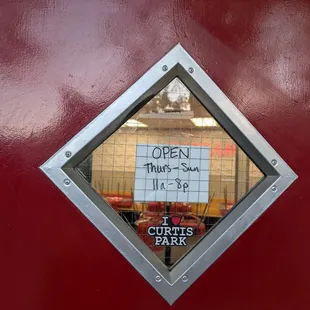 OPEN
Thurs-Sun
11a-8p
I ♥
CURTIS
PARK